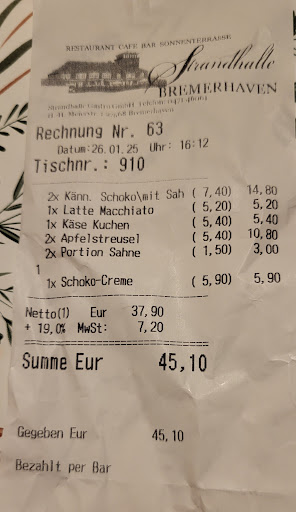 RESTAURANT CAFE BAR SONNENTERRASSE
Strandhalle
BREMERHAVEN
Rechnung Nr. 63
Datum:26.01.25 Uhr: 16:12
Tischnr.: 910
2x Känn. Schoko\mit Sah ( 7,40) 14,80
1x Latte Macchiato ( 5,20) 5,20
1x Käse Kuchen ( 5,40) 5,40
2x Apfelstreusel ( 5,40) 10,80
2x Portion Sahne ( 1,50) 3,00
1
1x Schoko-Creme ( 5,90) 5,90
Netto(1) Eur 37,90
+ 19,0% MwSt: 7,20
Summe Eur 45,10
Gegeben Eur 45,10
Bezahlt per Bar